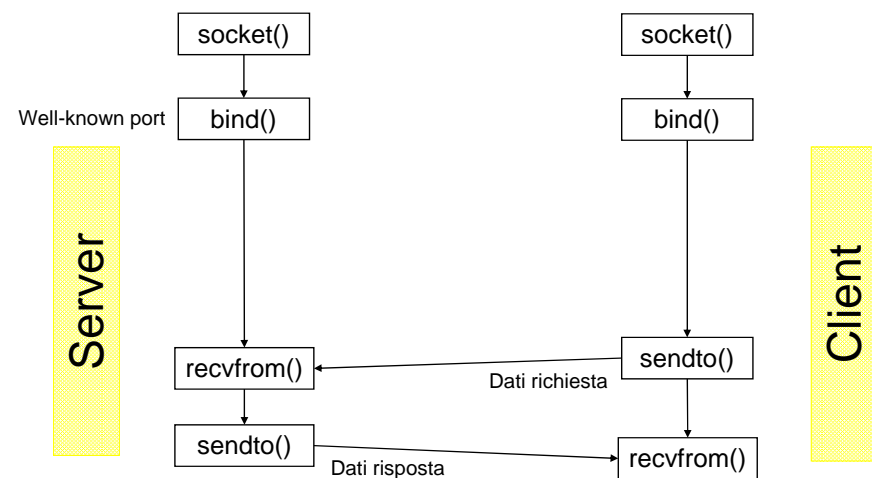 socket()
socket()
Well-known port
bind()
bind()
Server
Client
recvfrom()
sendto()
Dati richiesta
sendto()
recvfrom()
Dati risposta